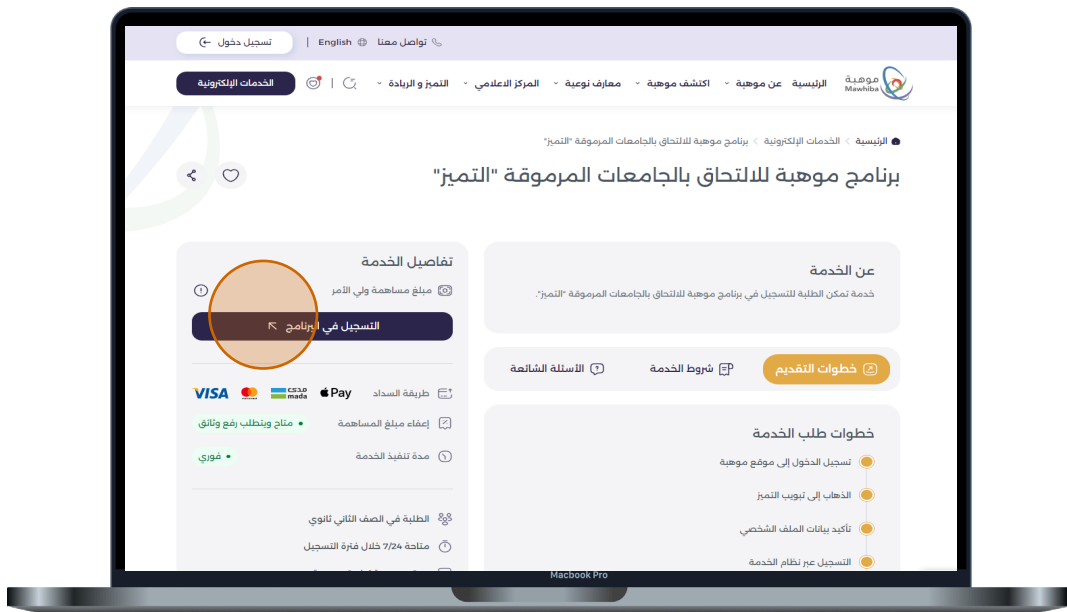 تواصل معنا
English
|
تسجيل دخول
موهبة
Mawhiba
الرئيسية
عن موهبة
اكتشف موهبة
معارف نوعية
المركز الاعلامي
التميز و الريادة
الخدمات الإلكترونية
الرئيسية > الخدمات الإلكترونية > برنامج موهبة للالتحاق بالجامعات المرموقة "التميز"
برنامج موهبة للالتحاق بالجامعات المرموقة "التميز"
عن الخدمة
خدمة تمكن الطلبة للتسجيل في برنامج موهبة للالتحاق بالجامعات المرموقة "التميز".
خطوات التقديم
شروط الخدمة
الأسئلة الشائعة
خطوات طلب الخدمة
تسجيل الدخول إلى موقع موهبة
الذهاب إلى تبويب التميز
تأكيد بيانات الملف الشخصي
التسجيل عبر نظام الخدمة
تفاصيل الخدمة
مبلغ مساهمة ولي الأمر
التسجيل في البرنامج
طريقة السداد
Pay
مدى
mada
VISA
إعفاء مبلغ المساهمة
متاح ويتطلب رفع وثائق
مدة تنفيذ الخدمة
فوري
الطلبة في الصف الثاني ثانوي
متاحة 7/24 خلال فترة التسجيل
Macbook Pro